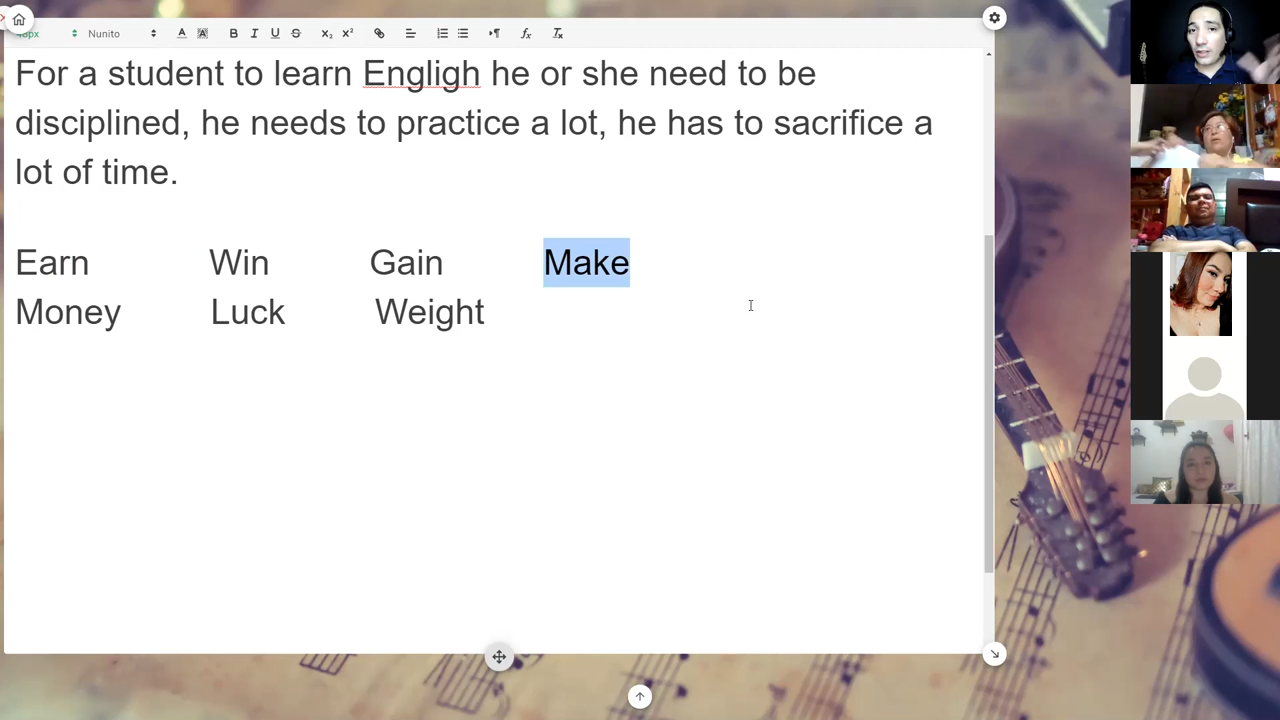 Nunito
For a student to learn Engligh he or she need to be
disciplined, he needs to practice a lot, he has to sacrifice a
lot of time.
Earn Win Gain Make
Money Luck Weight